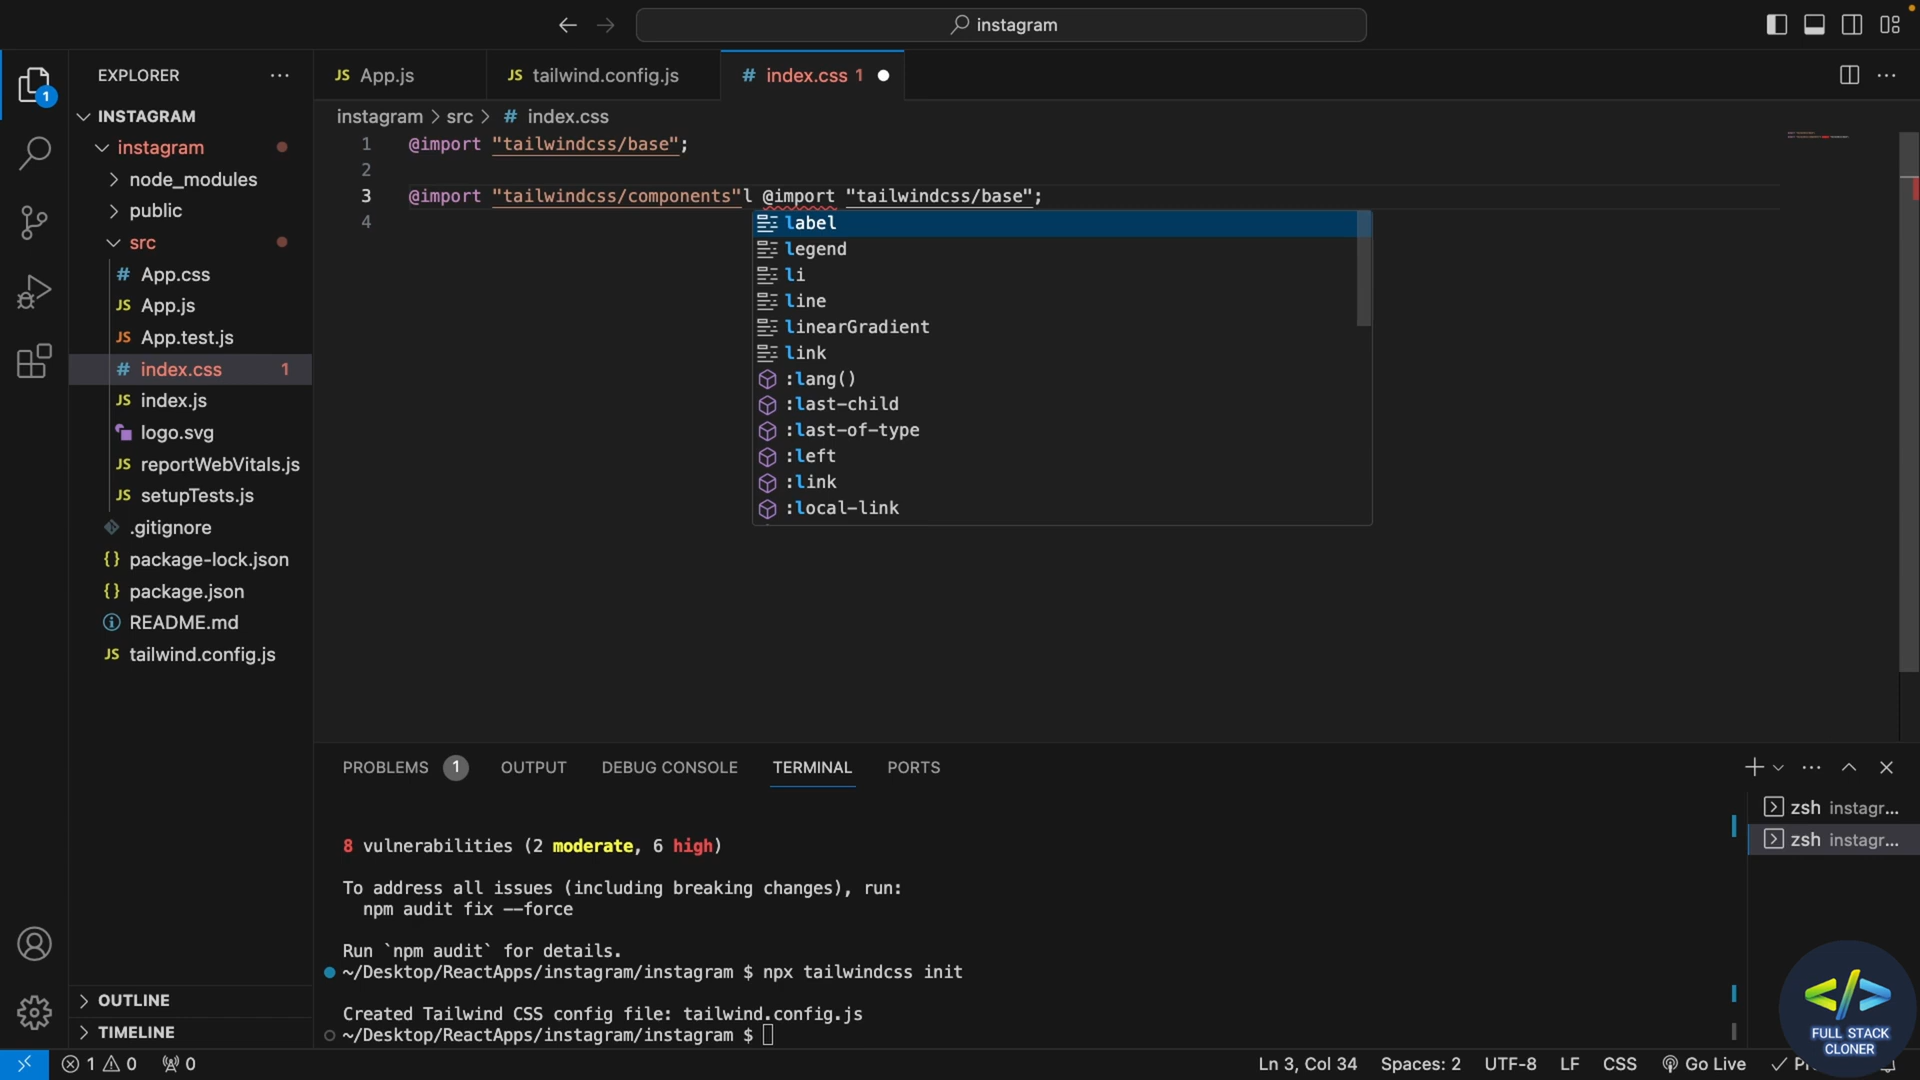 instagram
EXPLORER
App.js
tailwind.config.js
index.css 1
INSTAGRAM
instagram
node_modules
public
src
App.css
App.js
App.test.js
index.css 1
index.js
logo.svg
reportWebVitals.js
setupTests.js
.gitignore
package-lock.json
package.json
README.md
tailwind.config.js
OUTLINE
TIMELINE
instagram > src > # index.css
1 @import "tailwindcss/base";
2
3 @import "tailwindcss/components"l @import "tailwindcss/base";
4
label
legend
li
line
linearGradient
link
:lang()
:last-child
:last-of-type
:left
:link
:local-link
PROBLEMS 1 OUTPUT DEBUG CONSOLE TERMINAL PORTS
8 vulnerabilities (2 moderate, 6 high)
To address all issues (including breaking changes), run:
npm audit fix --force
Run `npm audit` for details.
~/Desktop/ReactApps/instagram/instagram $ npx tailwindcss init
Created Tailwind CSS config file: tailwind.config.js
~/Desktop/ReactApps/instagram/instagram $
zsh instagr...
zsh instagr...
FULL STACK
CLONER
1 0 0 Ln 3, Col 34 Spaces: 2 UTF-8 LF CSS Go Live